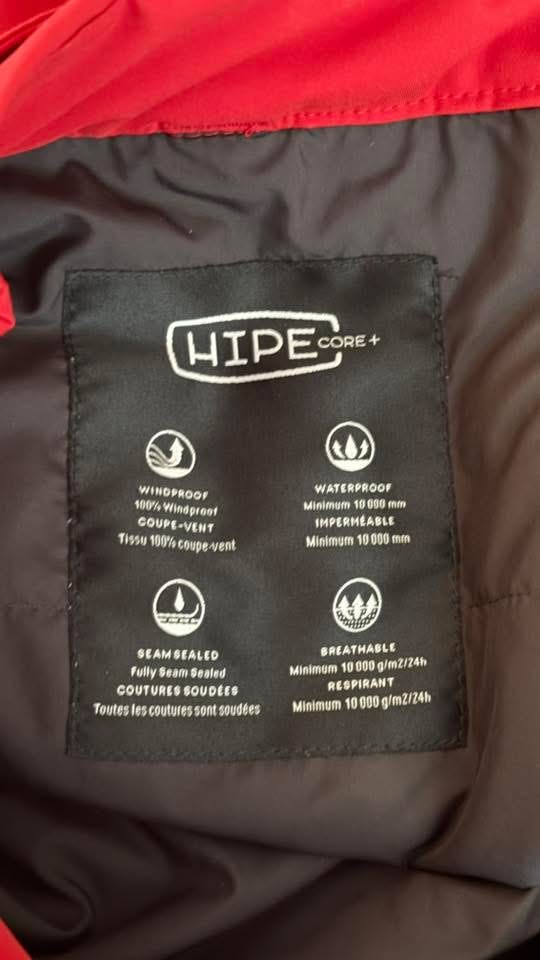 HIPE CORE+
WINDPROOF
100% Windproof
COUPE-VENT
Tissu 100% coupe-vent
WATERPROOF
Minimum 10 000 mm
IMPERMÉABLE
Minimum 10 000 mm
SEAM SEALED
Fully Seam Sealed
COUTURES SOUDÉES
Toutes les coutures sont soudées
BREATHABLE
Minimum 10 000 g/m2/24h
RESPIRANT
Minimum 10 000 g/m2/24h